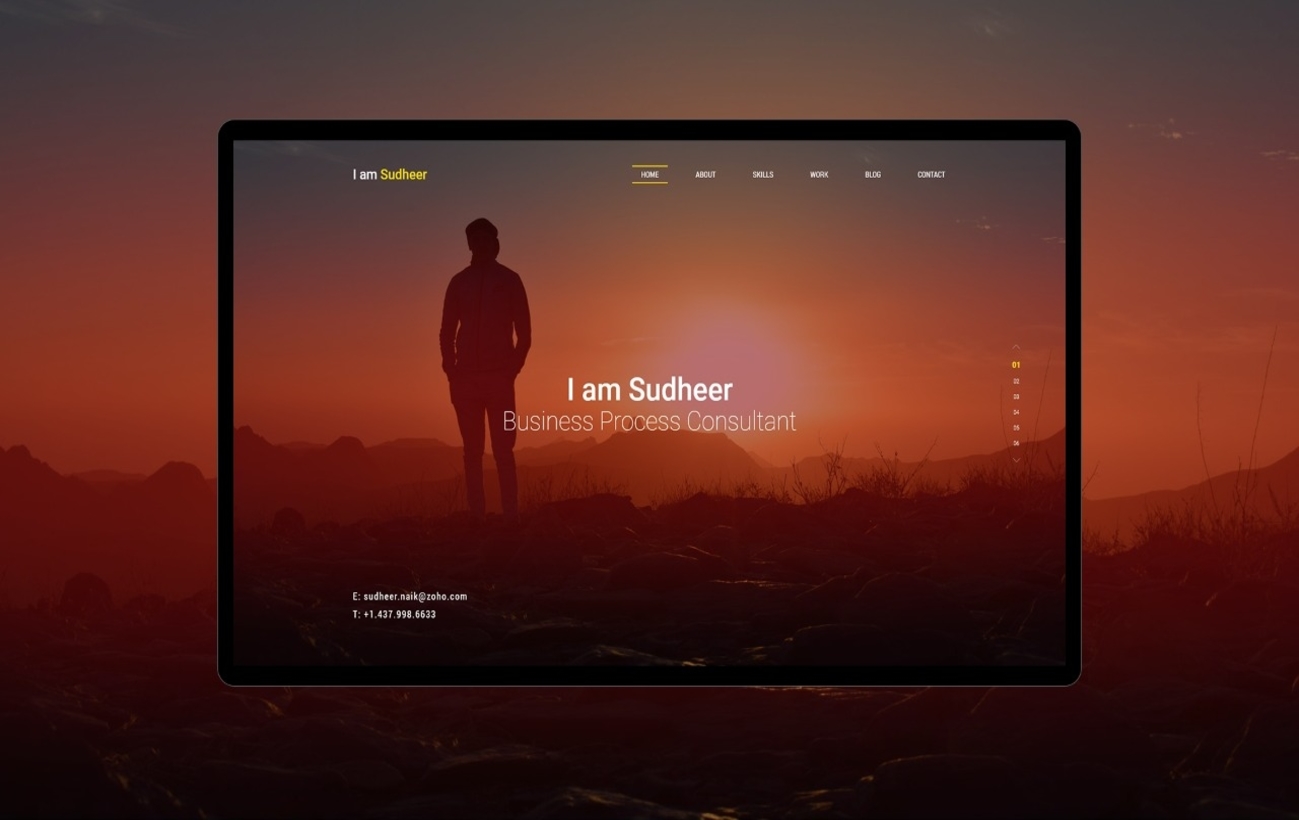 I am Sudheer
HOME ABOUT SKILLS WORK BLOG CONTACT
I am Sudheer
Business Process Consultant
01
02
03
04
05
06
E: sudheer.naik@zoho.com
T: +1.437.998.6633